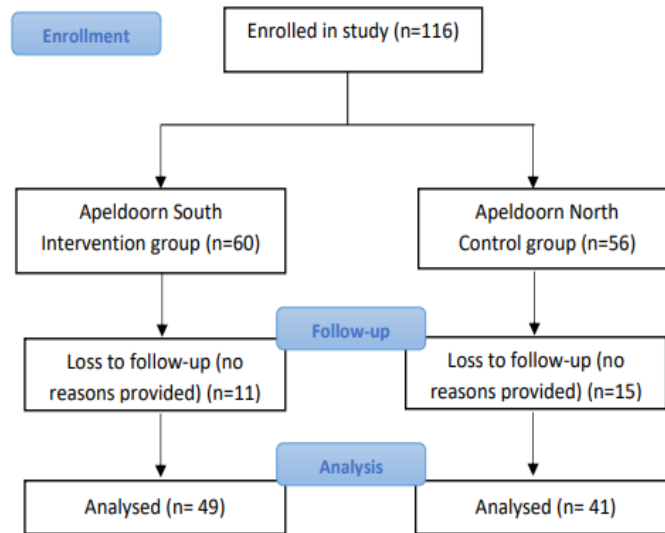 Enrollment
Enrolled in study (n=116)
Apeldoorn South
Intervention group (n=60)
Apeldoorn North
Control group (n=56)
Follow-up
Loss to follow-up (no
reasons provided) (n=11)
Loss to follow-up (no
reasons provided) (n=15)
Analysis
Analysed (n= 49)
Analysed (n= 41)